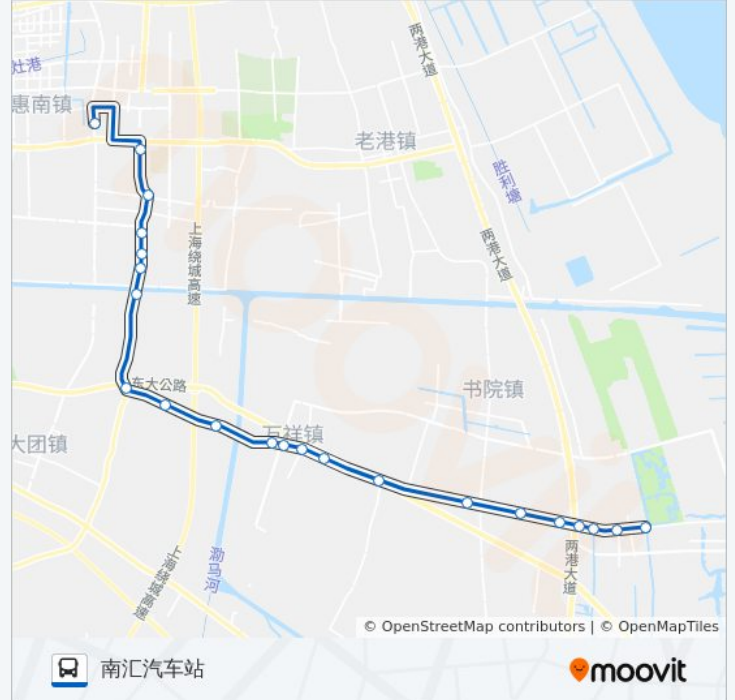 两港大道
灶港
惠南镇
老港镇
胜利塘
两港大道
上海绕城高速
东大公路
书院镇
万祥镇
大团镇
两港大道
上海绕城高速
泐马河
© OpenStreetMap contributors | © OpenMapTiles
南汇汽车站
moovit